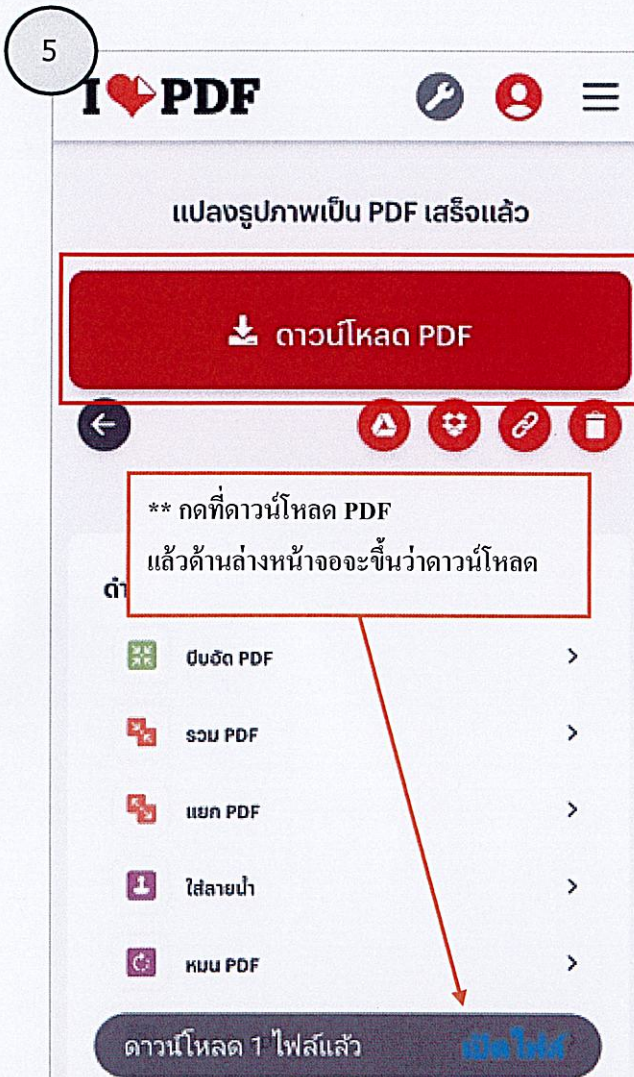 5
I PDF
แปลงรูปภาพเป็น PDF เสร็จแล้ว
ดาวน์โหลด PDF
** กดที่ดาวน์โหลด PDF
แล้วด้านล่างหน้าจอจะขึ้นว่าดาวน์โหลด
ดำ
บีบอัด PDF
รวม PDF
แยก PDF
ใส่ลายน้ำ
หมุน PDF
ดาวน์โหลด 1 ไฟล์แล้ว เปิดไฟล์